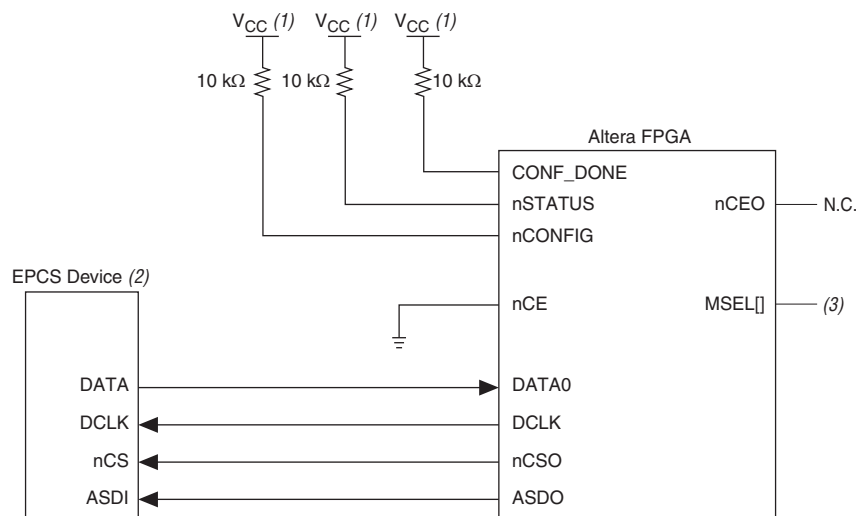 VCC (1) VCC (1) VCC (1)
10 kΩ 10 kΩ 10 kΩ
Altera FPGA
CONF_DONE
nSTATUS nCEO N.C.
nCONFIG
EPCS Device (2)
nCE MSEL[] (3)
DATA DATA0
DCLK DCLK
nCS nCSO
ASDI ASDO